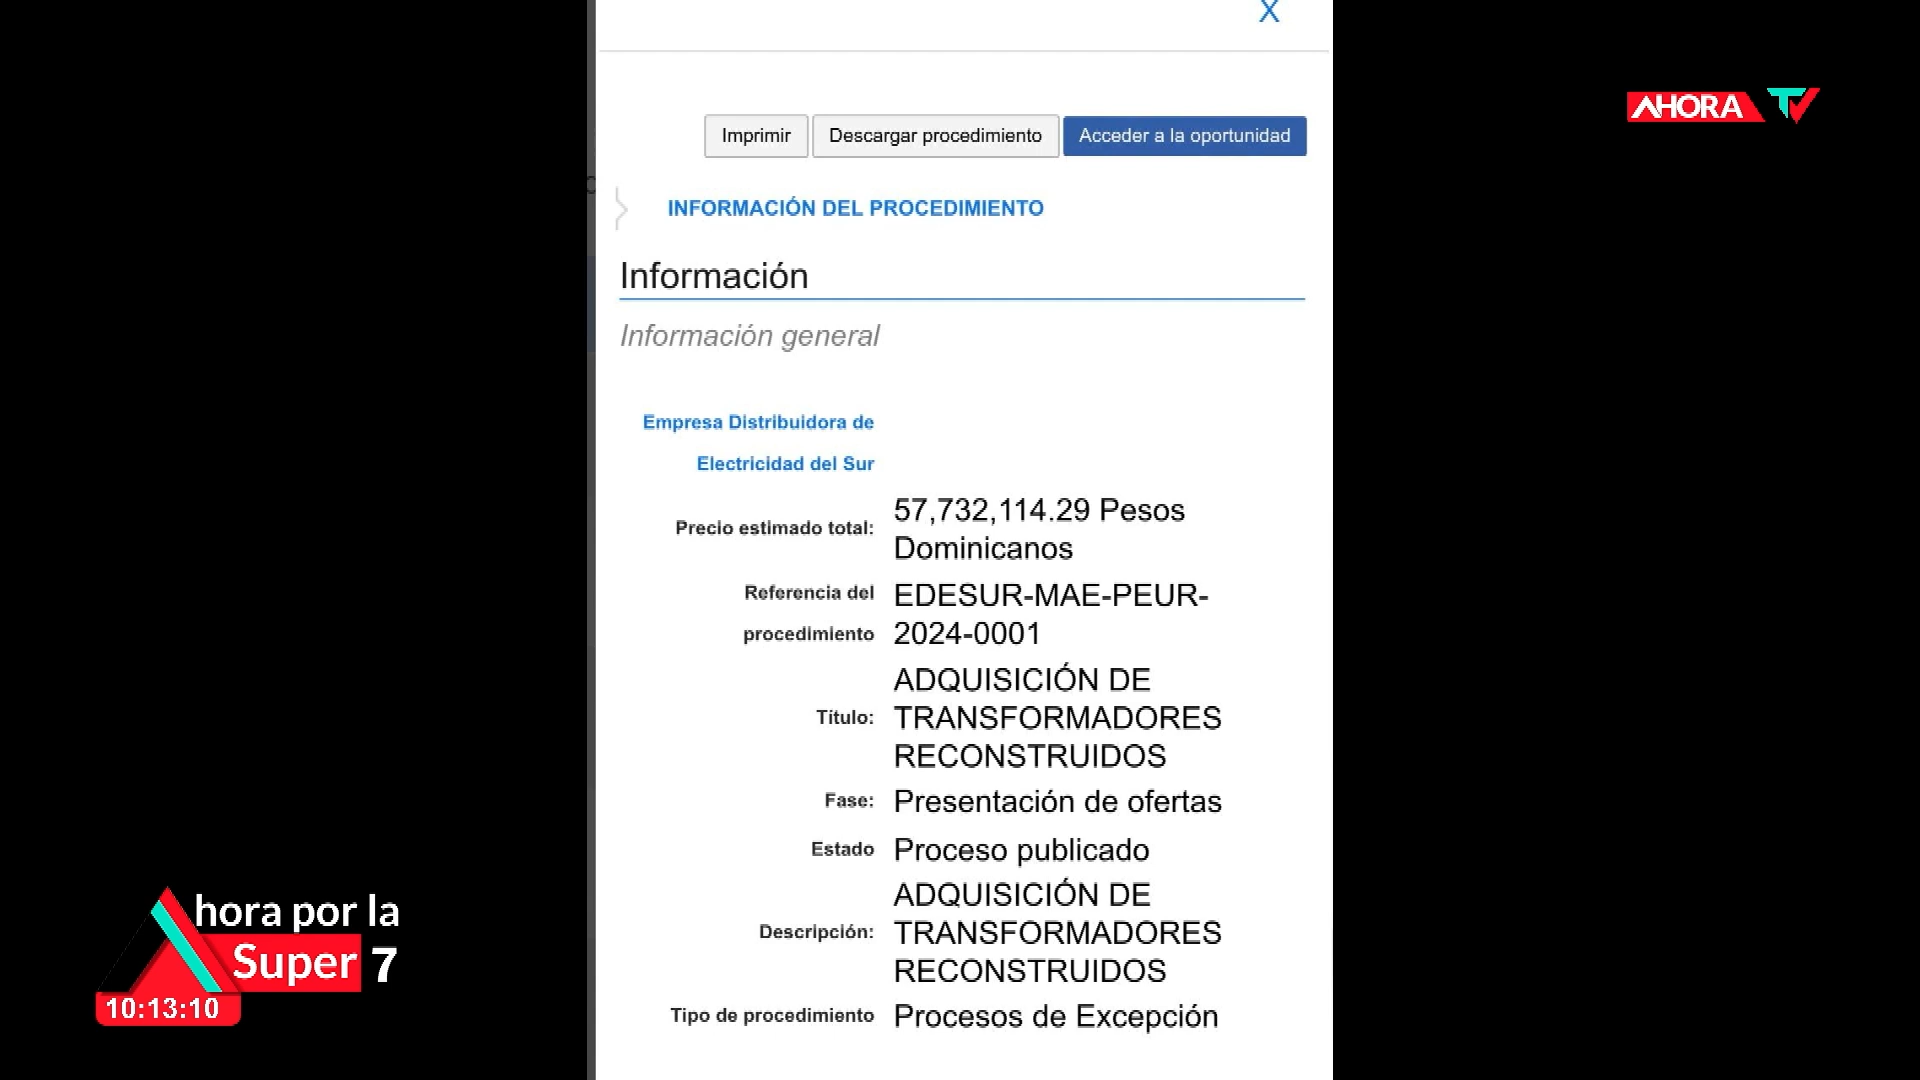 X
AHORA TV
Imprimir
Descargar procedimiento
Acceder a la oportunidad
INFORMACIÓN DEL PROCEDIMIENTO
Información
Información general
Empresa Distribuidora de
Electricidad del Sur
Precio estimado total:
57,732,114.29 Pesos
Dominicanos
Referencia del
procedimiento
EDESUR-MAE-PEUR-
2024-0001
Título:
ADQUISICIÓN DE
TRANSFORMADORES
RECONSTRUIDOS
Fase:
Presentación de ofertas
Estado
Proceso publicado
Descripción:
ADQUISICIÓN DE
TRANSFORMADORES
RECONSTRUIDOS
Tipo de procedimiento
Procesos de Excepción
Ahora por la
Super 7
10:13:10